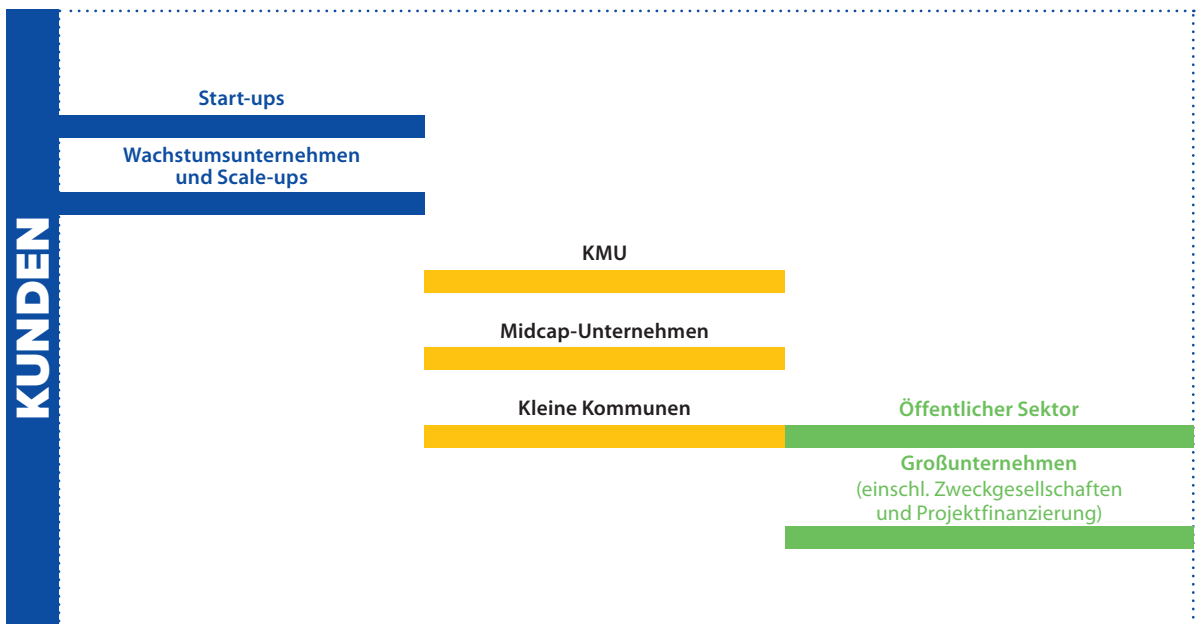 KUNDEN
Start-ups
Wachstumsunternehmen
und Scale-ups
KMU
Midcap-Unternehmen
Kleine Kommunen
Öffentlicher Sektor
Großunternehmen
(einschl. Zweckgesellschaften
und Projektfinanzierung)